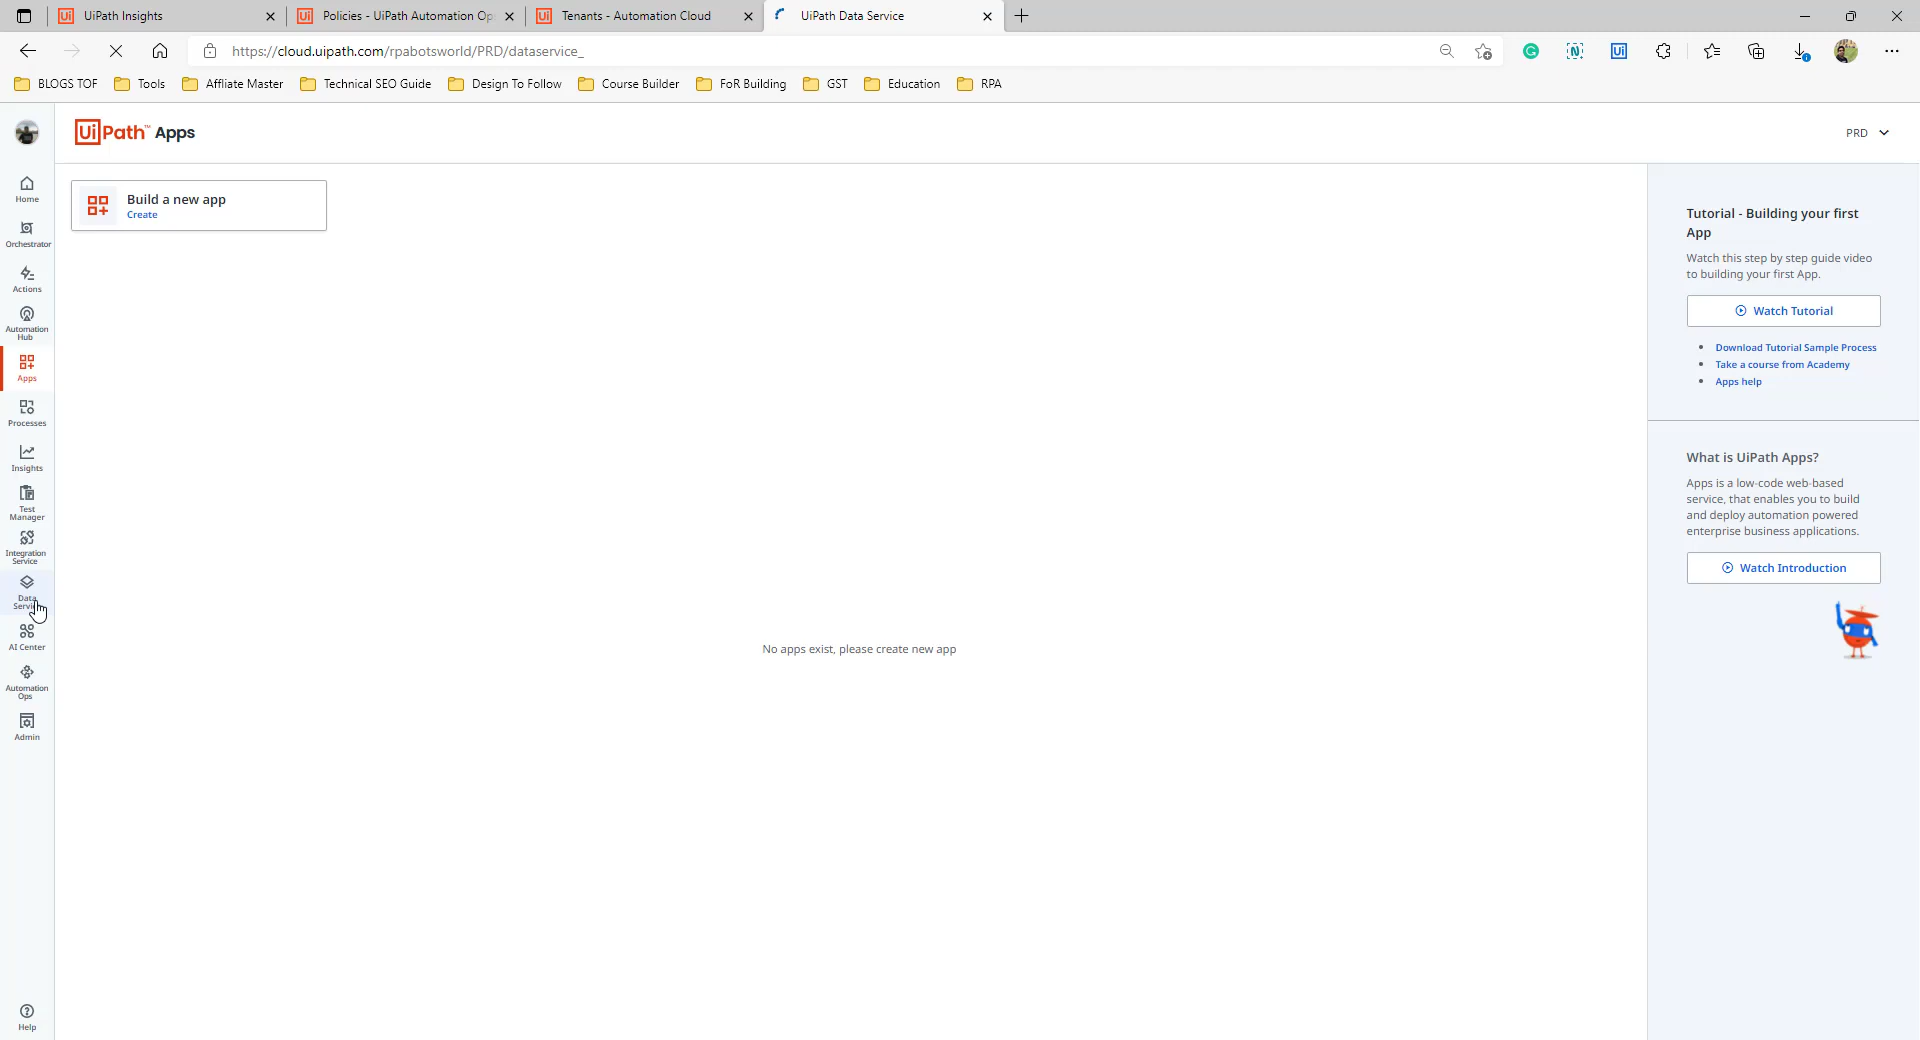 UiPath Insights
Policies - UiPath Automation Op
Tenants - Automation Cloud
UiPath Data Service
https://cloud.uipath.com/rpabotsworld/PRD/dataservice_
BLOGS TOF
Tools
Affliate Master
Technical SEO Guide
Design To Follow
Course Builder
FoR Building
GST
Education
RPA
UiPath™ Apps
PRD
Home
Orchestrator
Actions
Automation
Hub
Apps
Processes
Insights
Test
Manager
Integration
Service
Data
Service
AI Center
Automation
Ops
Admin
Help
Build a new app
Create
No apps exist, please create new app
Tutorial - Building your first
App
Watch this step by step guide video
to building your first App.
Watch Tutorial
• Download Tutorial Sample Process
• Take a course from Academy
• Apps help
What is UiPath Apps?
Apps is a low-code web-based
service, that enables you to build
and deploy automation powered
enterprise business applications.
Watch Introduction